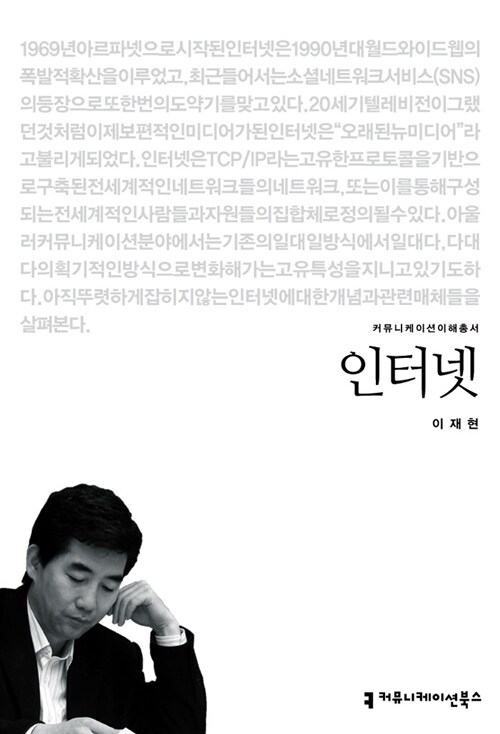 1969년아르파넷으로시작된인터넷은1990년대월드와이드웹의
폭발적확산을이루었고, 최근들어서는소셜네트워크서비스(SNS)
의등장으로또한번의도약기를맞고있다. 20세기텔레비전이그랬
던것처럼이제보편적인미디어가된인터넷은“오래된뉴미디어”라
고불리게되었다. 인터넷은TCP/IP라는고유한프로토콜을기반으
로구축된전세계적인네트워크들의네트워크, 또는이를통해구성
되는전세계적인사람들과자원들의집합체로정의될수있다. 아울
러커뮤니케이션분야에서는기존의일대일방식에서일대다, 다대
다의획기적인방식으로변화해가는고유특성을지니고있기도하
다. 아직뚜렷하게잡히지않는인터넷에대한개념과관련매체들을
살펴본다.
커뮤니케이션이해총서
인터넷
이재현
커뮤니케이션북스